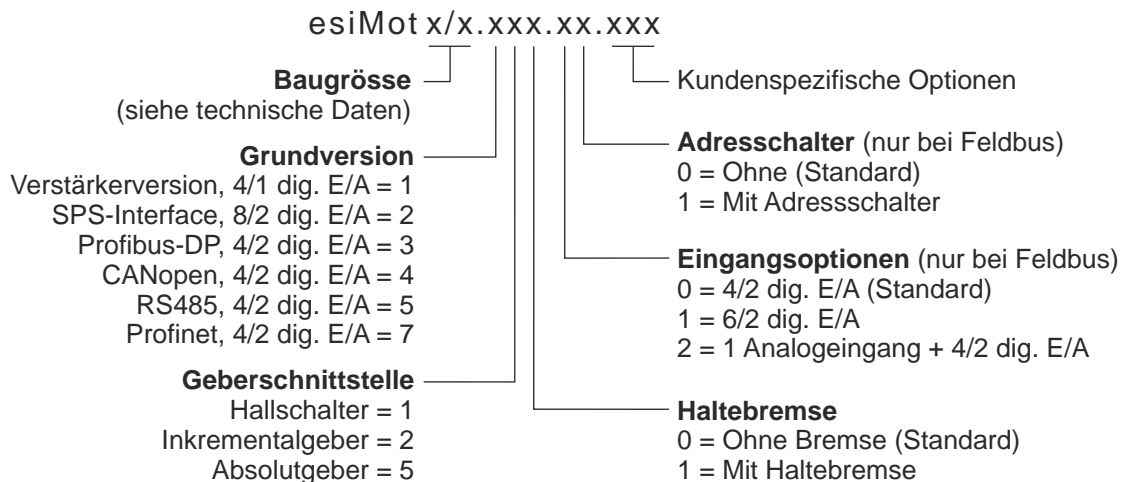 esiMot x/x.xxx.xx.xxx
Baugrösse
(siehe technische Daten)
Grundversion
Verstärkerversion, 4/1 dig. E/A = 1
SPS-Interface, 8/2 dig. E/A = 2
Profibus-DP, 4/2 dig. E/A = 3
CANopen, 4/2 dig. E/A = 4
RS485, 4/2 dig. E/A = 5
Profinet, 4/2 dig. E/A = 7
Geberschnittstelle
Hallschalter = 1
Inkrementalgeber = 2
Absolutgeber = 5
Kundenspezifische Optionen
Adresschalter (nur bei Feldbus)
0 = Ohne (Standard)
1 = Mit Adressschalter
Eingangsoptionen (nur bei Feldbus)
0 = 4/2 dig. E/A (Standard)
1 = 6/2 dig. E/A
2 = 1 Analogeingang + 4/2 dig. E/A
Haltebremse
0 = Ohne Bremse (Standard)
1 = Mit Haltebremse